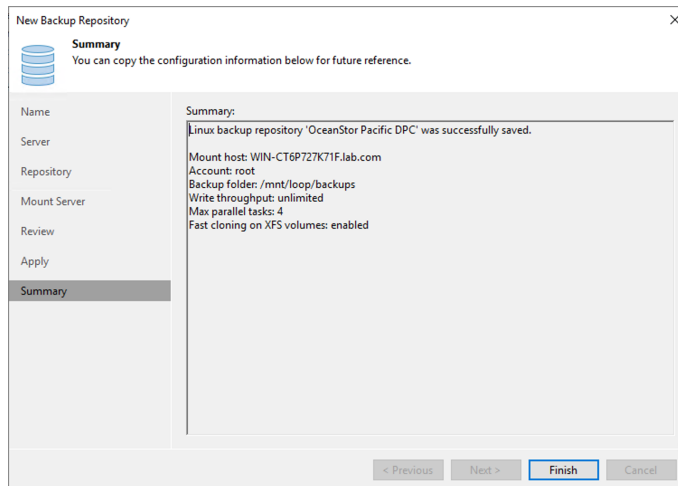 New Backup Repository
Summary
You can copy the configuration information below for future reference.
Name
Server
Repository
Mount Server
Review
Apply
Summary
Summary:
Linux backup repository 'OceanStor Pacific DPC' was successfully saved.
Mount host: WIN-CT6P727K71F.lab.com
Account: root
Backup folder: /mnt/loop/backups
Write throughput: unlimited
Max parallel tasks: 4
Fast cloning on XFS volumes: enabled
< Previous
Next >
Finish
Cancel